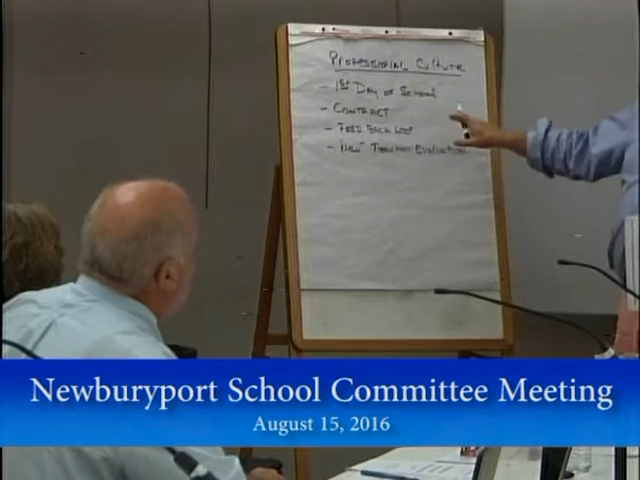 Professional Culture
- 1st Day of School
- Contract
- Feed Back Loop
- "New" Teacher Evaluation
Newburyport School Committee Meeting
August 15, 2016